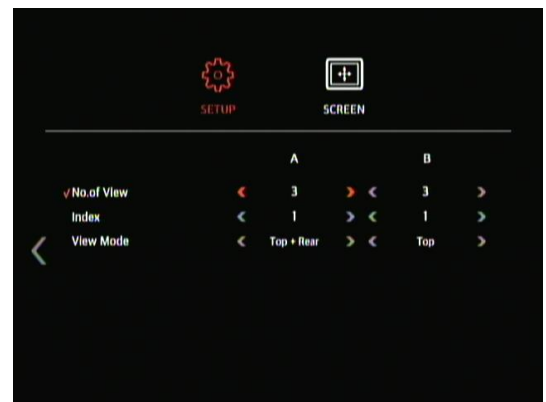 SETUP SCREEN
A B
No.of View 3 3
Index 1 1
View Mode Top + Rear Top